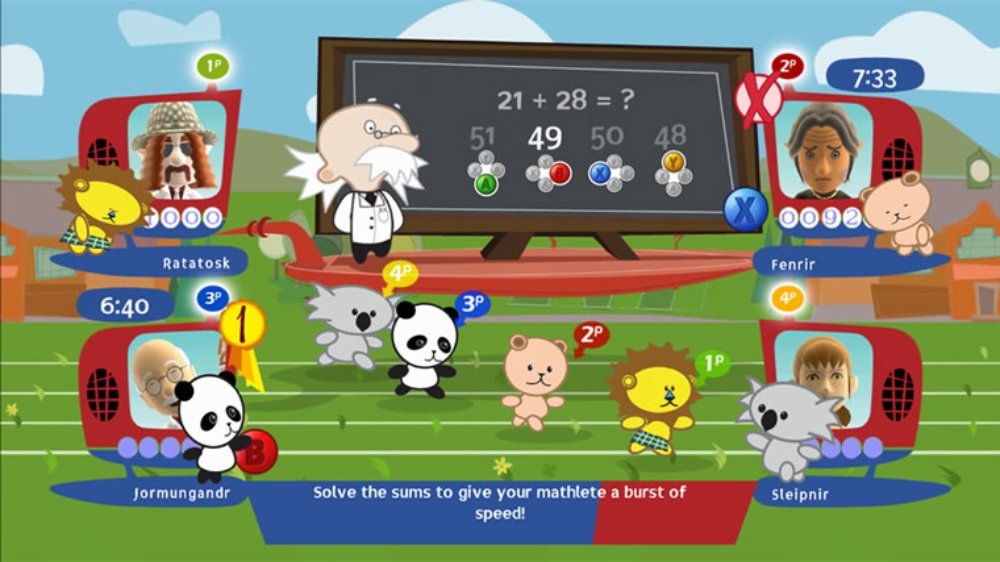 1P
2P
7:33
21 + 28 = ?
51 49 50 48
Y
A
B
A
Y
X
A
Y
A
X
0092
Ratatosk
Fenrir
4P
3P
6:40
3P
4P
1
2P
1P
B
Jormungandr
Sleipnir
Solve the sums to give your mathlete a burst of
speed!